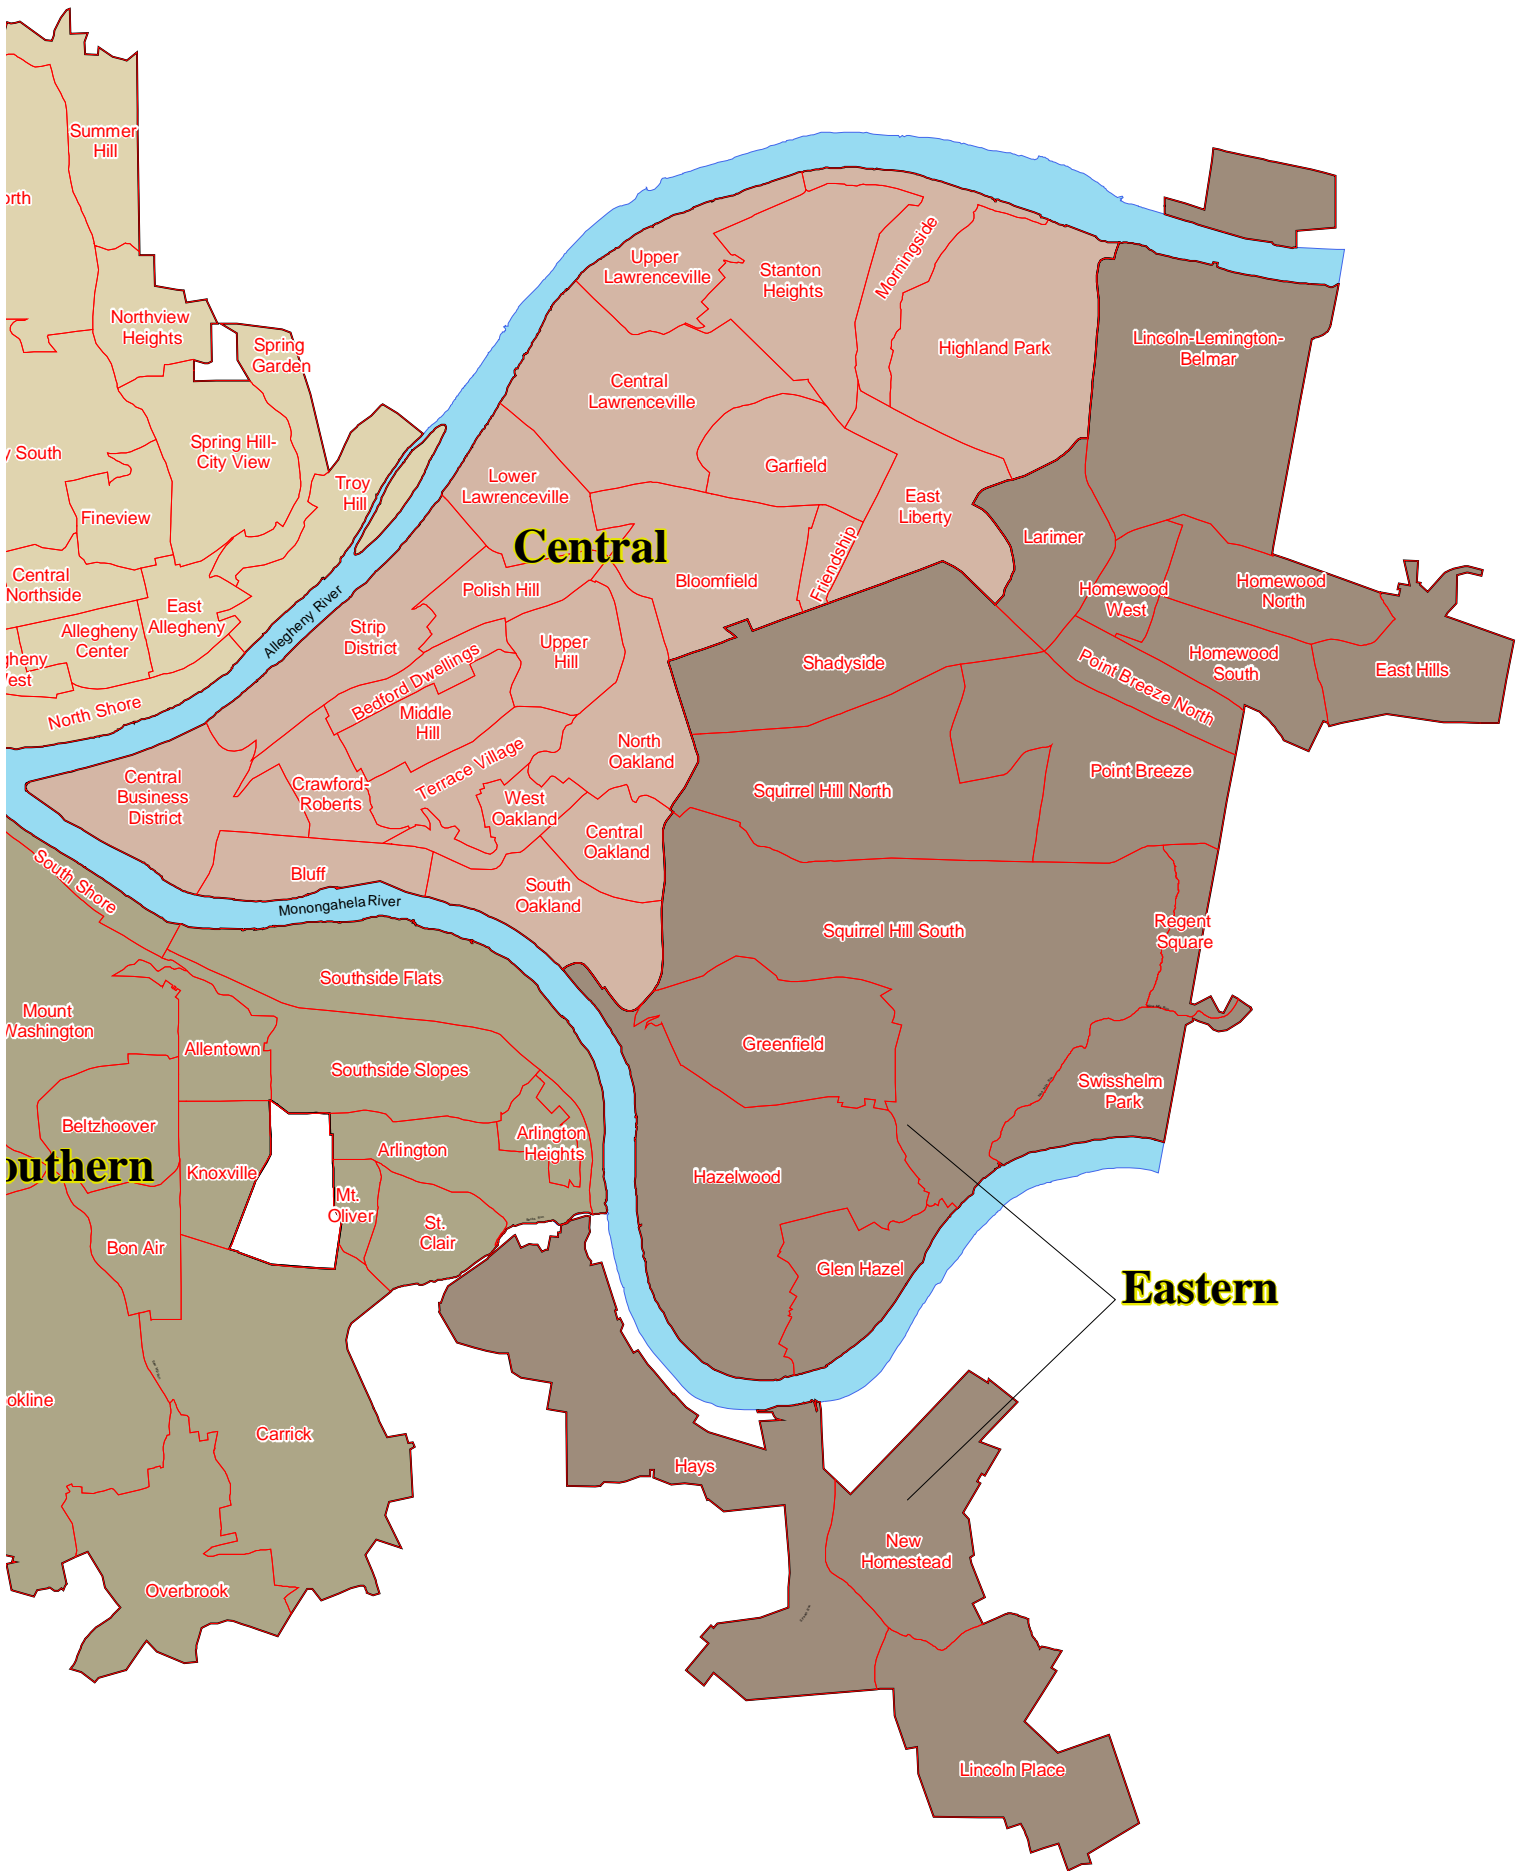 Summer
Hill
orth
Northview
Heights
Spring
Garden
y South
Spring Hill-
City View
Troy
Hill
Fineview
Central
Northside
East
Allegheny
Allegheny
Center
gheny
est
North Shore
Allegheny River
Upper
Lawrenceville
Stanton
Heights
Morningside
Highland Park
Central
Lawrenceville
Garfield
Lower
Lawrenceville
East
Liberty
Central
Friendship
Bloomfield
Polish Hill
Strip
District
Upper
Hill
Bedford Dwellings
Middle
Hill
Terrace Village
North
Oakland
Crawford-
Roberts
West
Oakland
Central
Business
District
Central
Oakland
Bluff
South
Oakland
Monongahela River
Lincoln-Lemington-
Belmar
Larimer
Homewood
West
Homewood
North
Homewood
South
East Hills
Point Breeze North
Shadyside
Point Breeze
Squirrel Hill North
Squirrel Hill South
Regent
Square
Greenfield
Swisshelm
Park
Hazelwood
Glen Hazel
Eastern
Hays
New
Homestead
Lincoln Place
South Shore
Southside Flats
Mount
Washington
Allentown
Southside Slopes
Beltzhoover
Arlington
Arlington
Heights
outhern
Knoxville
Mt.
Oliver
St.
Clair
Bon Air
okline
Carrick
Overbrook